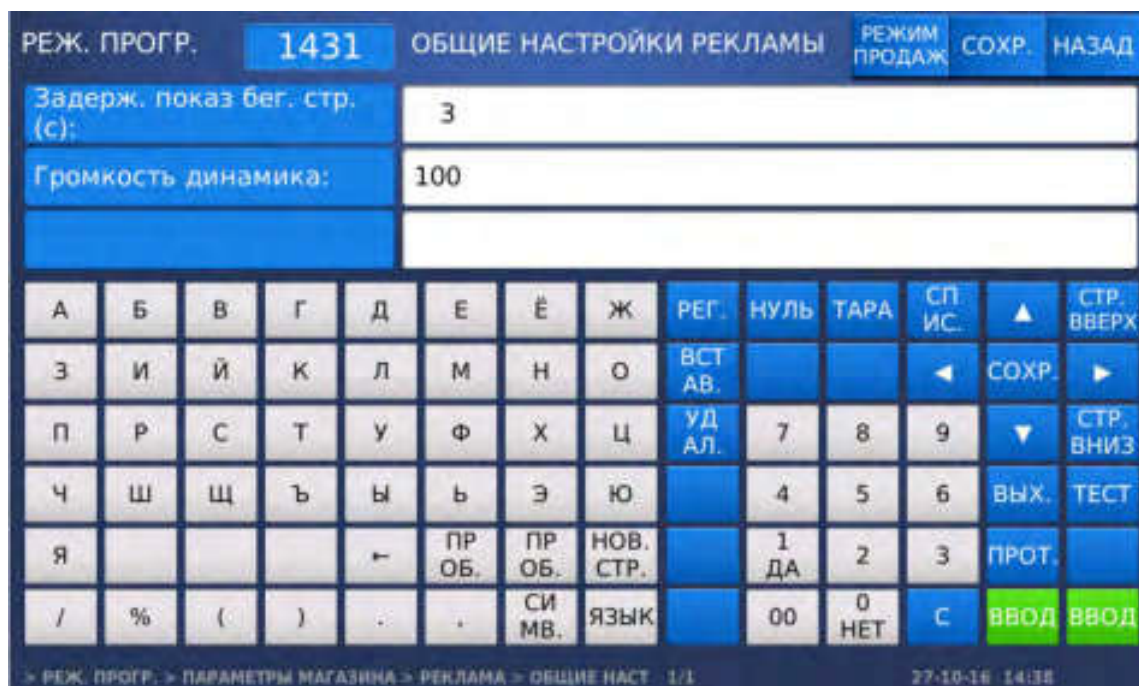 РЕЖ. ПРОГР. 1431 ОБЩИЕ НАСТРОЙКИ РЕКЛАМЫ РЕЖИМ ПРОДАЖ СОХР. НАЗАД
Задерж. показ бег. стр. (с): 3
Громкость динамика: 100
А Б В Г Д Е Ё Ж РЕГ. НУЛЬ ТАРА СП ИС. ▲ СТР. ВВЕРХ
З И Й К Л М Н О ВСТ АВ. ◄ СОХР. ►
П Р С Т У Ф Х Ц УД АЛ. 7 8 9 ▼ СТР. ВНИЗ
Ч Ш Щ Ъ Ы Ь Э Ю 4 5 6 ВЫХ. ТЕСТ
Я ← ПР ОБ. ПР ОБ. НОВ. СТР. 1 ДА 2 3 ПРОТ.
/ % ( ) . , СИ МВ. ЯЗЫК 00 0 НЕТ С ВВОД ВВОД
> РЕЖ. ПРОГР. > ПАРАМЕТРЫ МАГАЗИНА > РЕКЛАМА > ОБЩИЕ НАСТ 1/1 27-10-16 14:38